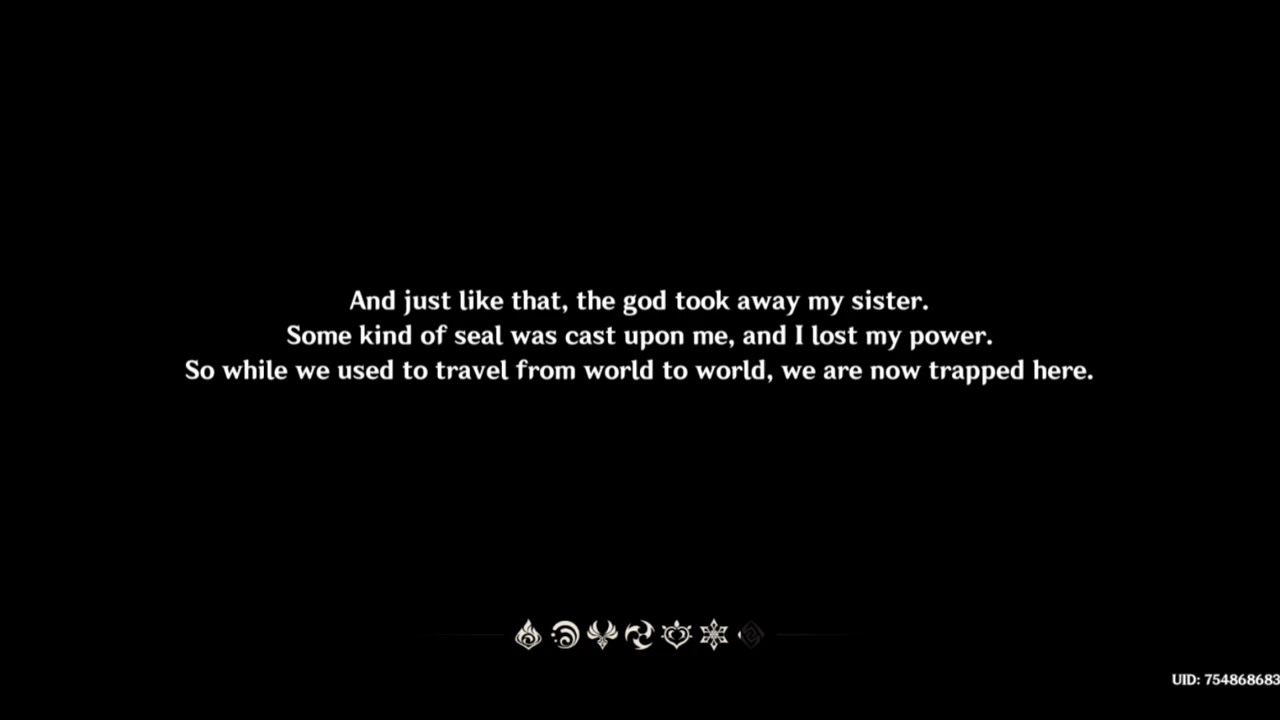 And just like that, the god took away my sister.
Some kind of seal was cast upon me, and I lost my power.
So while we used to travel from world to world, we are now trapped here.
UID: 754868683